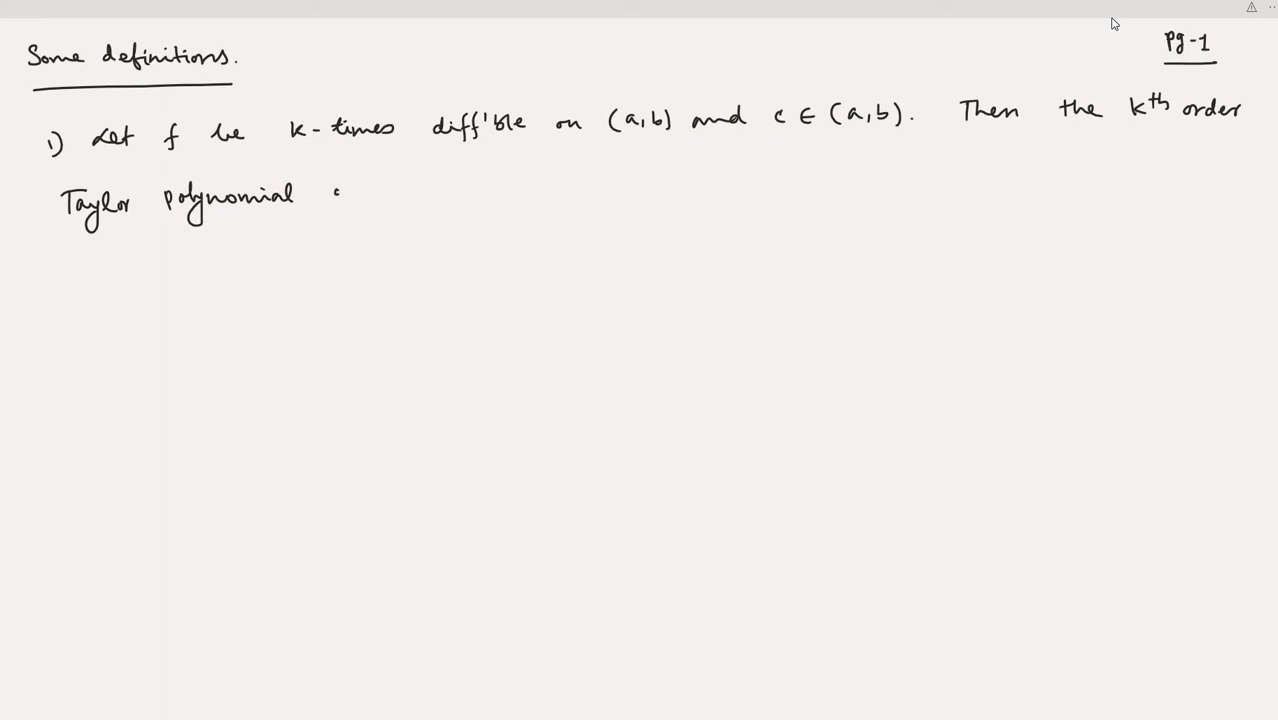 Some definitions.
Pg-1
1) Let f be k-times diff'ble on (a,b) and c ∈ (a,b). Then the kth order
Taylor polynomial